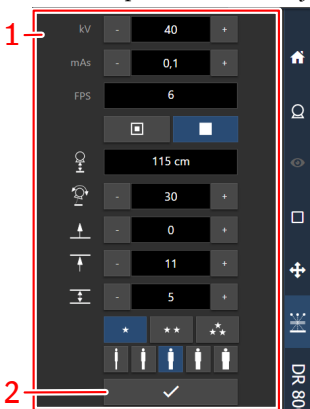 1
kV - 40 +
mAs - 0,1 +
FPS 6
115 cm
- 30 +
- 0 +
- 11 +
- 5 +
2
DR 80